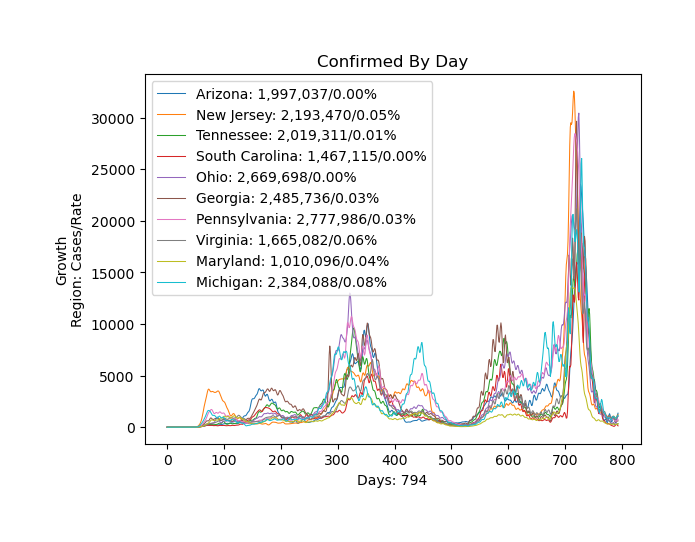 Confirmed By Day
Growth
Region: Cases/Rate
30000
25000
20000
15000
10000
5000
0
Arizona: 1,997,037/0.00%
New Jersey: 2,193,470/0.05%
Tennessee: 2,019,311/0.01%
South Carolina: 1,467,115/0.00%
Ohio: 2,669,698/0.00%
Georgia: 2,485,736/0.03%
Pennsylvania: 2,777,986/0.03%
Virginia: 1,665,082/0.06%
Maryland: 1,010,096/0.04%
Michigan: 2,384,088/0.08%
0 100 200 300 400 500 600 700 800
Days: 794